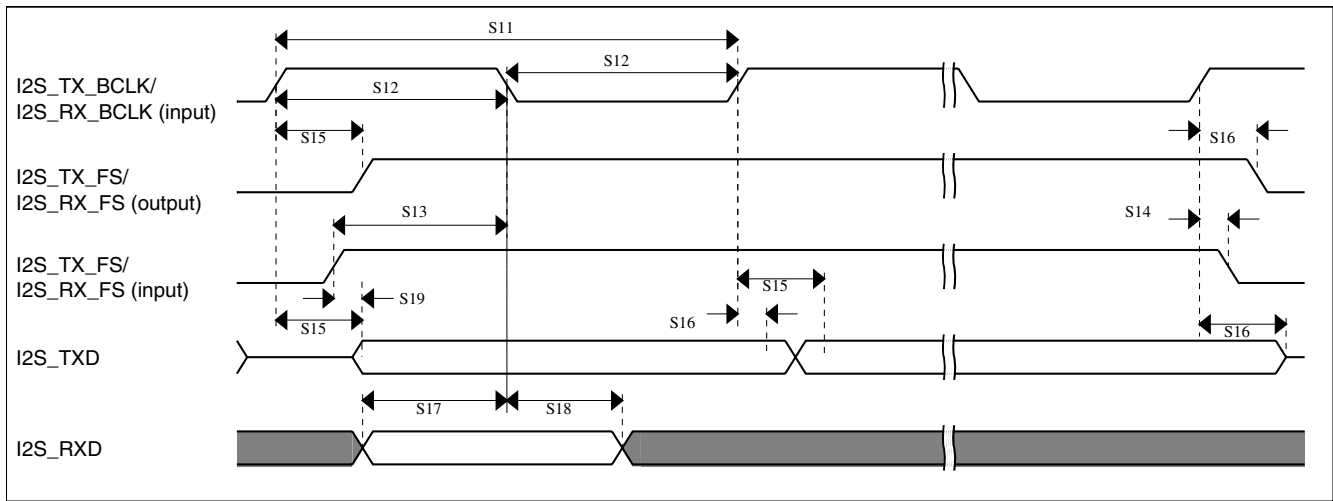 S11
S12
I2S_TX_BCLK/
I2S_RX_BCLK (input)
S12
S15
S16
I2S_TX_FS/
I2S_RX_FS (output)
S13
S14
I2S_TX_FS/
I2S_RX_FS (input)
S15
S19
S16
S15
S16
I2S_TXD
S17
S18
I2S_RXD